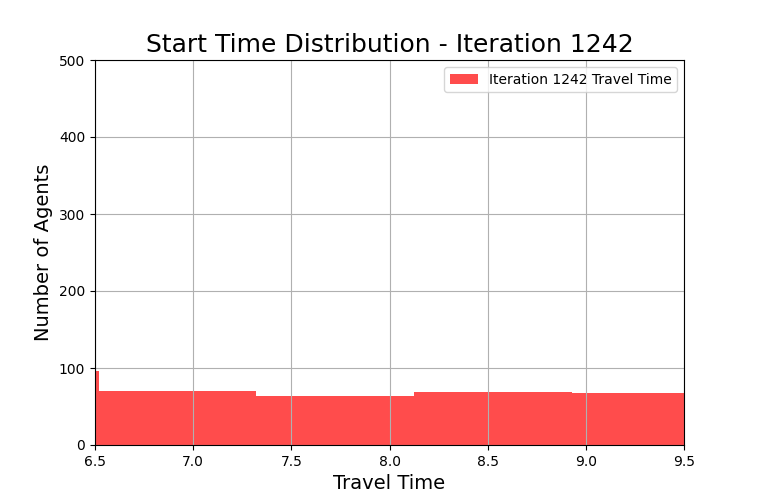 Start Time Distribution - Iteration 1242
Iteration 1242 Travel Time
Number of Agents
500
400
300
200
100
0
6.5 7.0 7.5 8.0 8.5 9.0 9.5
Travel Time